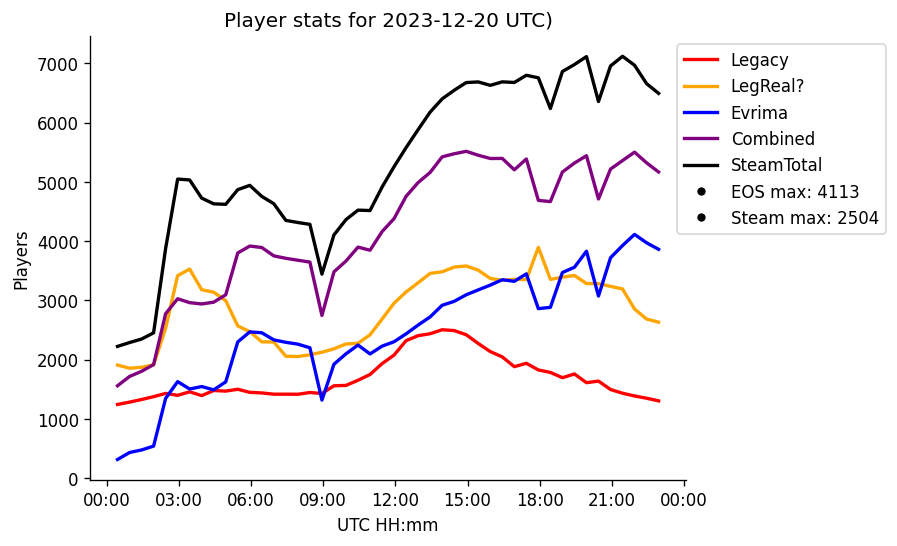 Player stats for 2023-12-20 UTC)
Players
7000
6000
5000
4000
3000
2000
1000
0
00:00 03:00 06:00 09:00 12:00 15:00 18:00 21:00 00:00
UTC HH:mm
Legacy
LegReal?
Evrima
Combined
SteamTotal
EOS max: 4113
Steam max: 2504